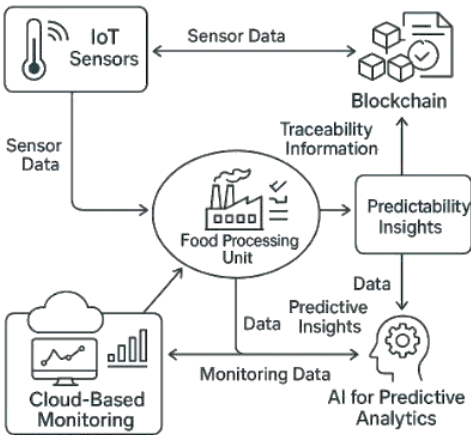 IoT
Sensors
Sensor Data
Blockchain
Sensor
Data
Traceability
Information
Food Processing
Unit
Predictability
Insights
Data
Predictive
Insights
Data
Monitoring Data
Cloud-Based
Monitoring
AI for Predictive
Analytics